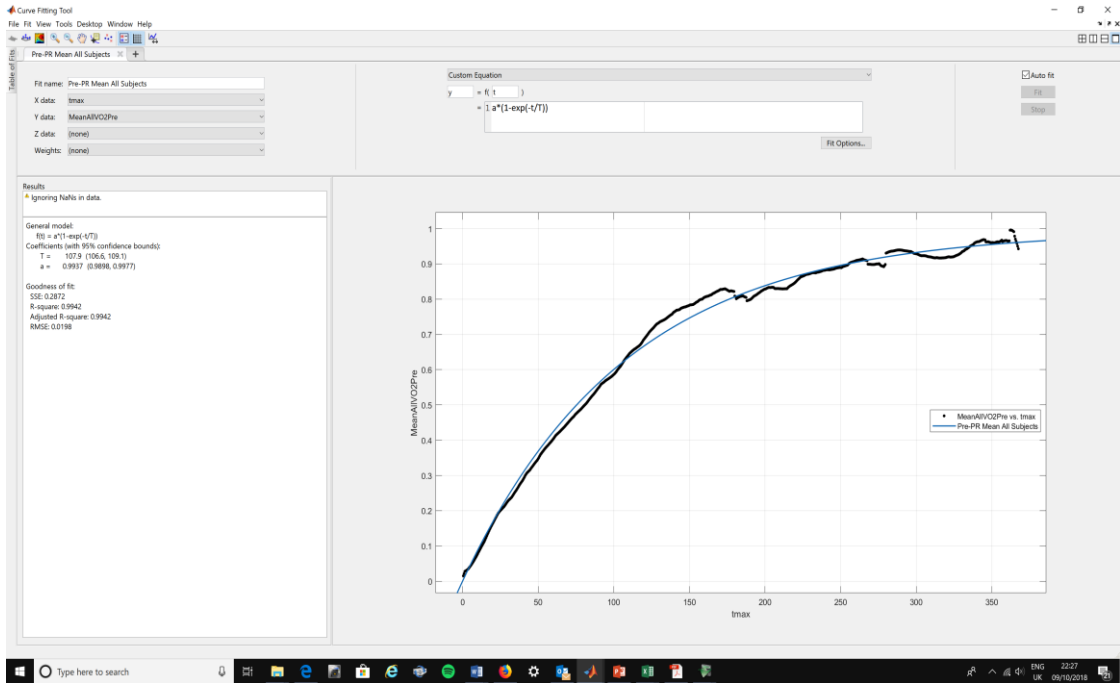 Curve Fitting Tool
File Fit View Tools Desktop Window Help
Table of Fits
Pre-PR Mean All Subjects
Fit name: Pre-PR Mean All Subjects
X data: tmax
Y data: MeanAllVO2Pre
Z data: (none)
Weights: (none)
Custom Equation
y = f( t )
= 1 a*(1-exp(-t/T))
Fit Options...
Auto fit
Fit
Stop
Results
Ignoring NaNs in data.
General model:
f(t) = a*(1-exp(-t/T))
Coefficients (with 95% confidence bounds):
T = 107.9 (106.6, 109.1)
a = 0.9937 (0.9898, 0.9977)
Goodness of fit:
SSE: 0.2872
R-square: 0.9942
Adjusted R-square: 0.9942
RMSE: 0.0198
MeanAllVO2Pre
1
0.9
0.8
0.7
0.6
0.5
0.4
0.3
0.2
0.1
0
0 50 100 150 200 250 300 350
tmax
MeanAllVO2Pre vs. tmax
Pre-PR Mean All Subjects
Type here to search
ENG
UK
22:27
09/10/2018